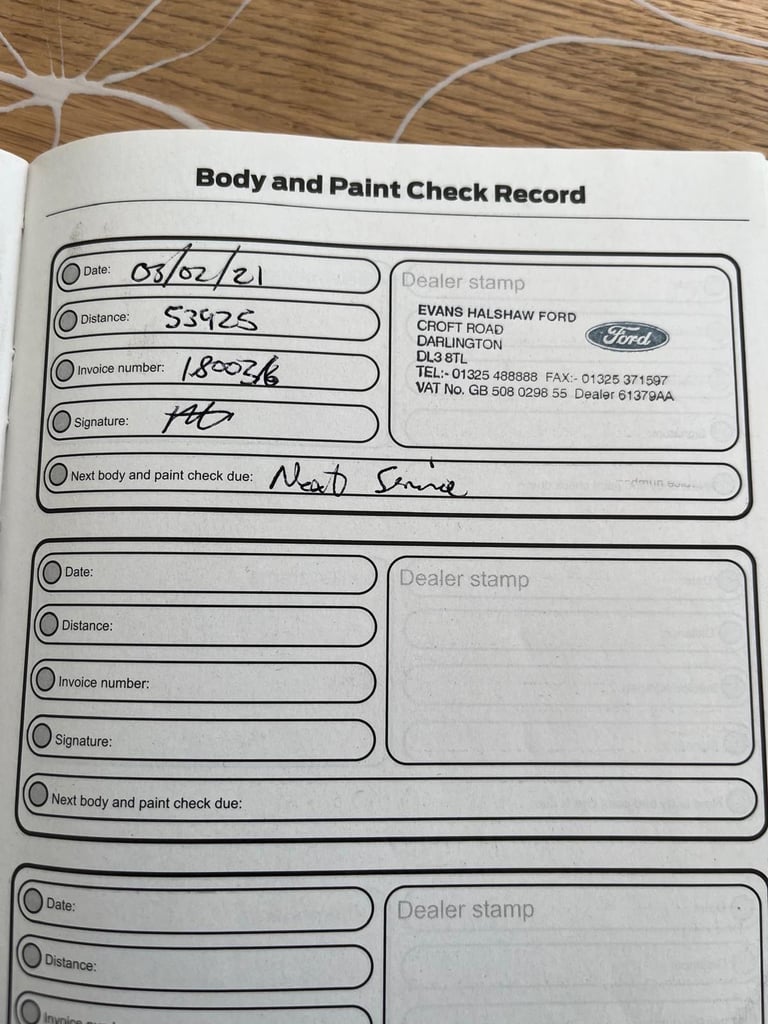 Body and Paint Check Record
Date: 03/02/21
Distance: 53925
Invoice number:
Signature:
Next body and paint check due: Next Service
Dealer stamp
EVANS HALSHAW FORD
CROFT ROAD
DARLINGTON
DL3 8TL
TEL:- 01325 488888 FAX:- 01325 371597
VAT No. GB 508 0298 55 Dealer 61379AA
Ford
Date:
Distance:
Invoice number:
Signature:
Next body and paint check due:
Dealer stamp
Date:
Distance:
Invoice
Dealer stamp